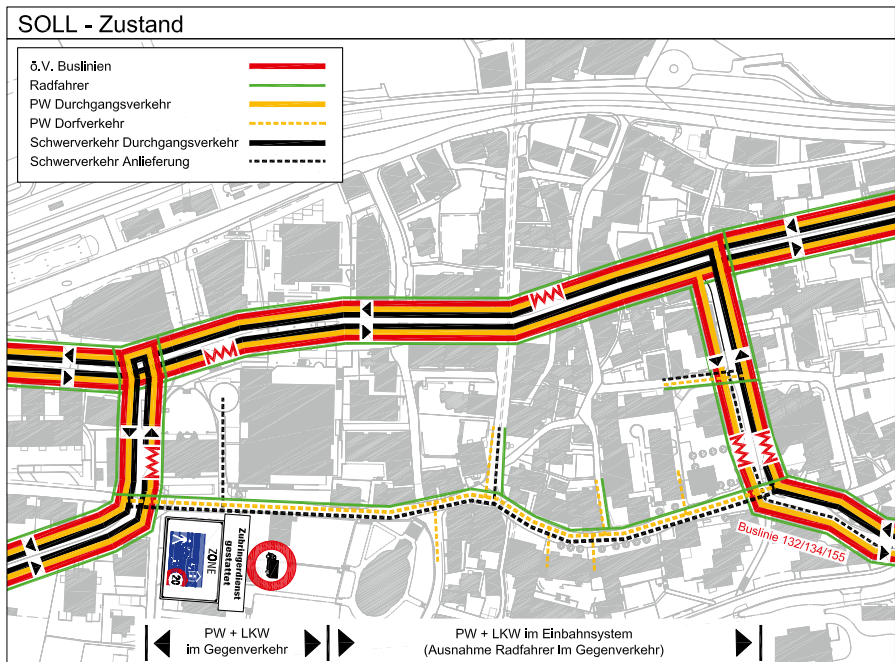 SOLL - Zustand
ö.V. Buslinien
Radfahrer
PW Durchgangsverkehr
PW Dorfverkehr
Schwerverkehr Durchgangsverkehr
Schwerverkehr Anlieferung
ZONE
20
Zubringerdienst
gestattet
Buslinie 132/134/155
PW + LKW
im Gegenverkehr
PW + LKW im Einbahnsystem
(Ausnahme Radfahrer Im Gegenverkehr)